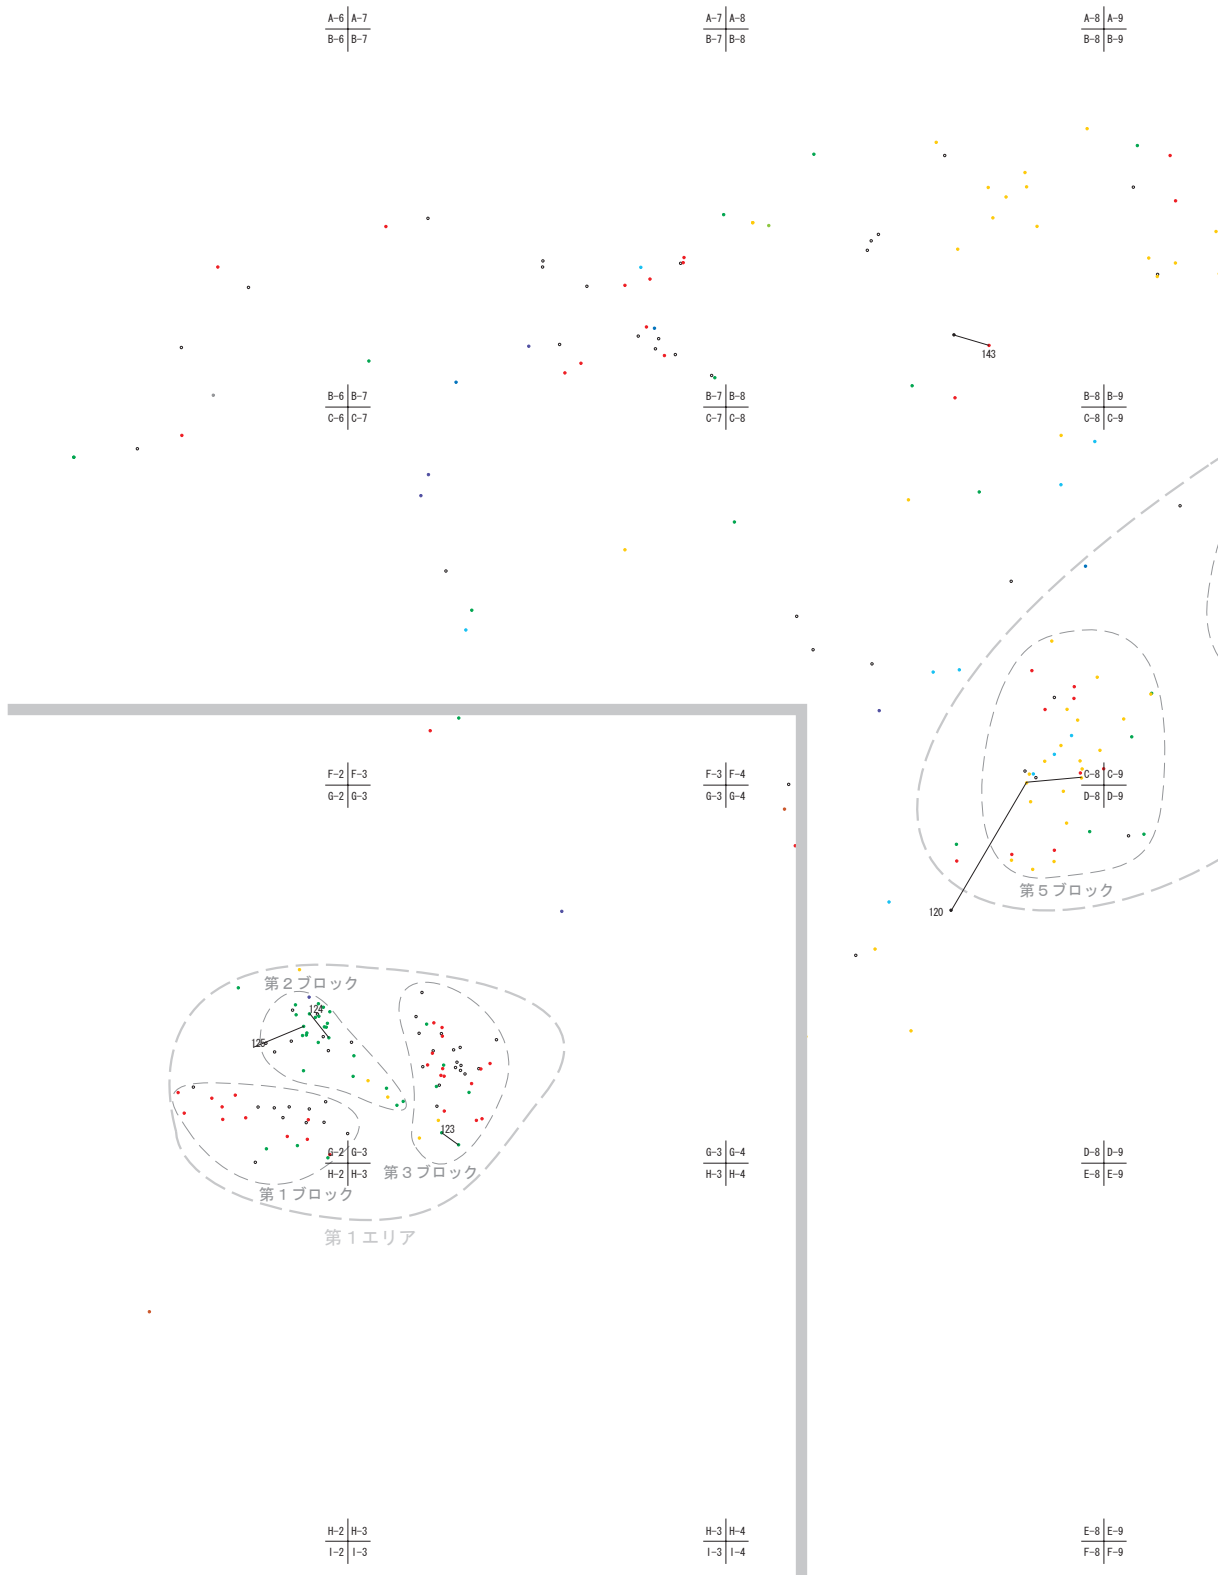 A-6 A-7
B-6 B-7
A-7 A-8
B-7 B-8
A-8 A-9
B-8 B-9
143
B-6 B-7
C-6 C-7
B-7 B-8
C-7 C-8
B-8 B-9
C-8 C-9
F-2 F-3
G-2 G-3
F-3 F-4
G-3 G-4
C-8 C-9
D-8 D-9
第5ブロック
120
第2ブロック
124
125
123
G-2 G-3
H-2 H-3
第3ブロック
第1ブロック
第1エリア
G-3 G-4
H-3 H-4
D-8 D-9
E-8 E-9
H-2 H-3
I-2 I-3
H-3 H-4
I-3 I-4
E-8 E-9
F-8 F-9